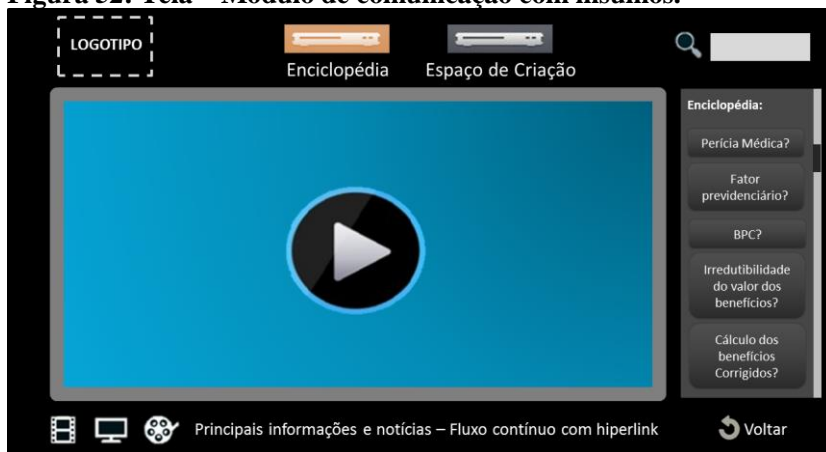 Figura 52: Tela – Módulo de comunicação com insumos.
LOGOTIPO
Enciclopédia
Espaço de Criação
Enciclopédia:
Perícia Médica?
Fator
previdenciário?
BPC?
Irredutibilidade
do valor dos
benefícios?
Cálculo dos
benefícios
Corrigidos?
Principais informações e notícias – Fluxo contínuo com hiperlink
Voltar